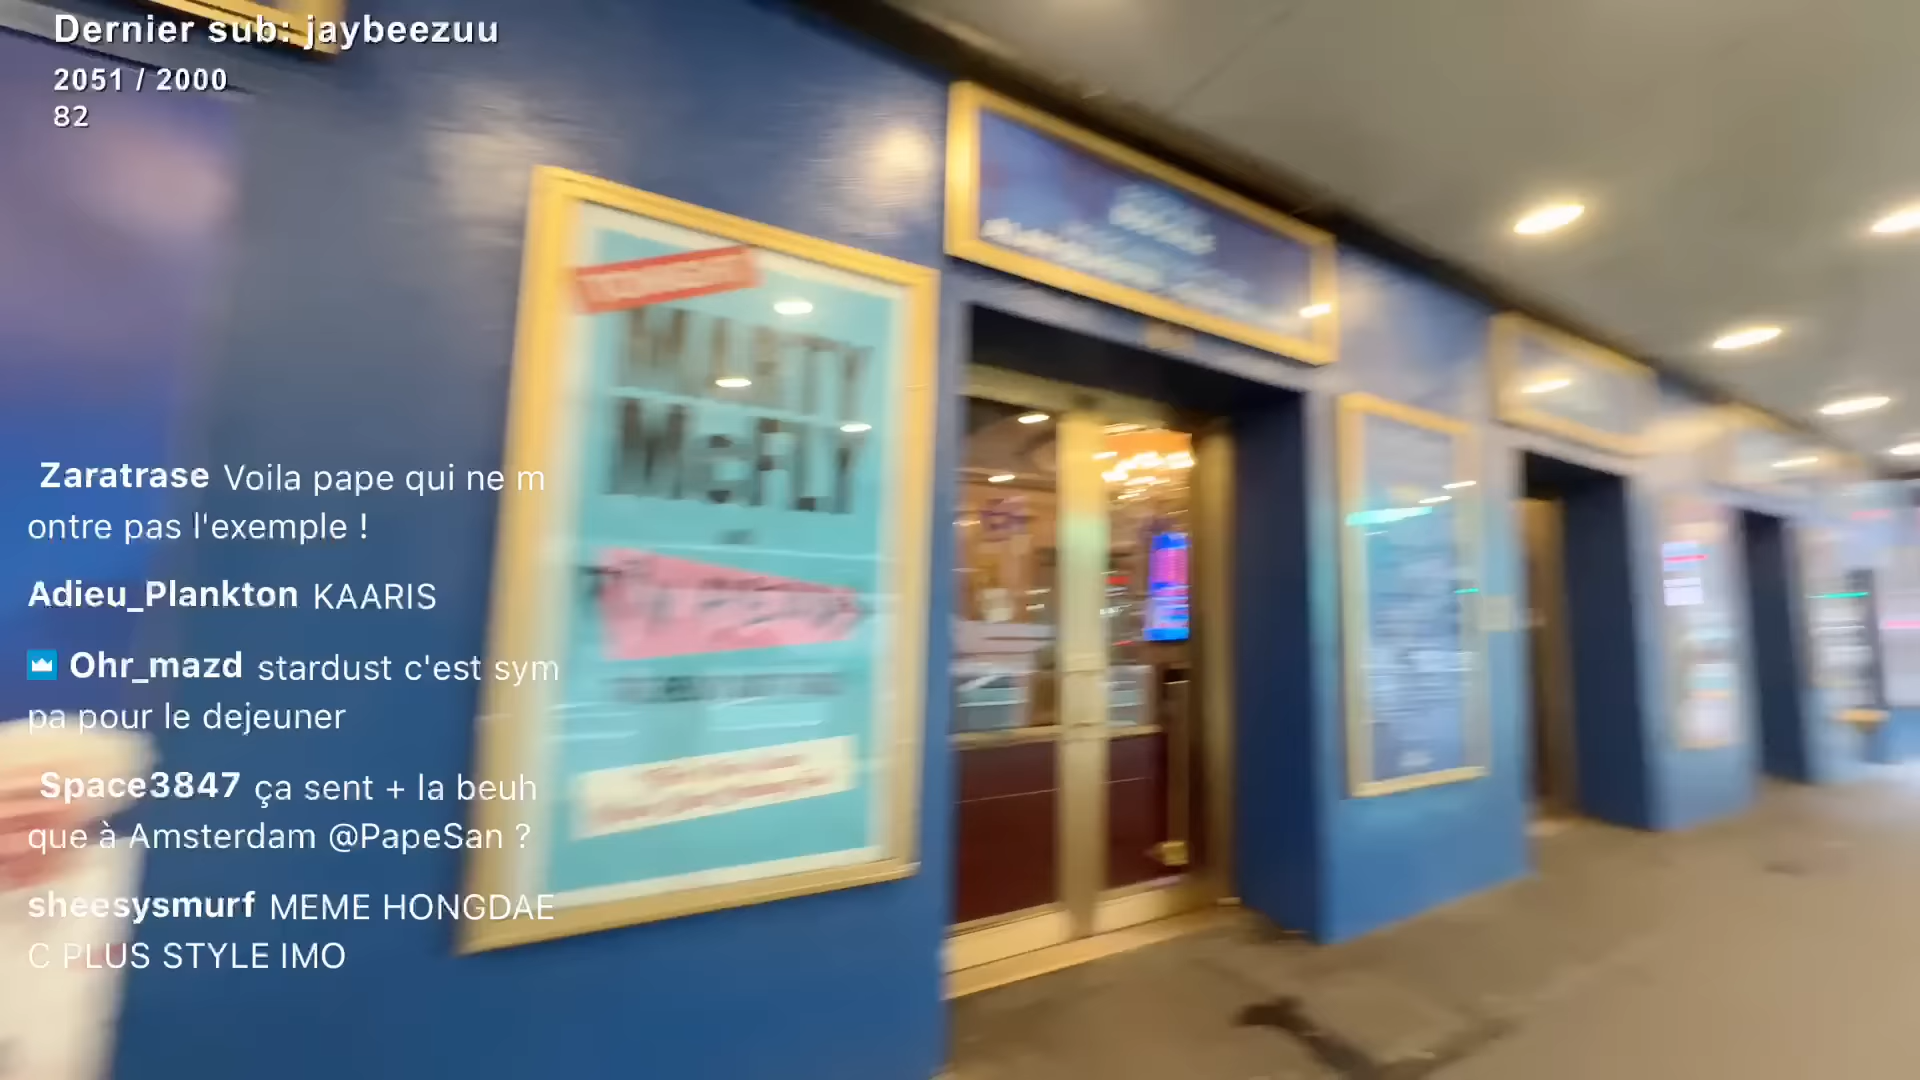 Dernier sub: jaybeezuu
2051 / 2000
82
TONIGHT
MARTY
McFLY
Zaratrase Voila pape qui ne m
ontre pas l'exemple !
Adieu_Plankton KAARIS
Ohr_mazd stardust c'est sym
pa pour le dejeuner
Space3847 ça sent + la beuh
que à Amsterdam @PapeSan ?
sheesysmurf MEME HONGDAE
C PLUS STYLE IMO